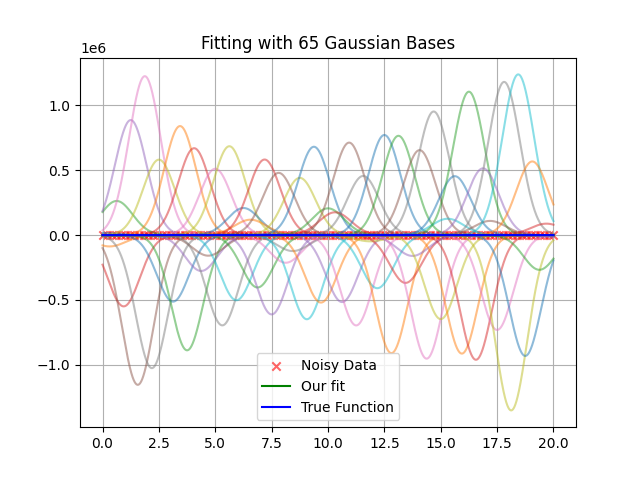 Fitting with 65 Gaussian Bases
1e6
1.0
0.5
0.0
−0.5
−1.0
Noisy Data
Our fit
True Function
0.0 2.5 5.0 7.5 10.0 12.5 15.0 17.5 20.0